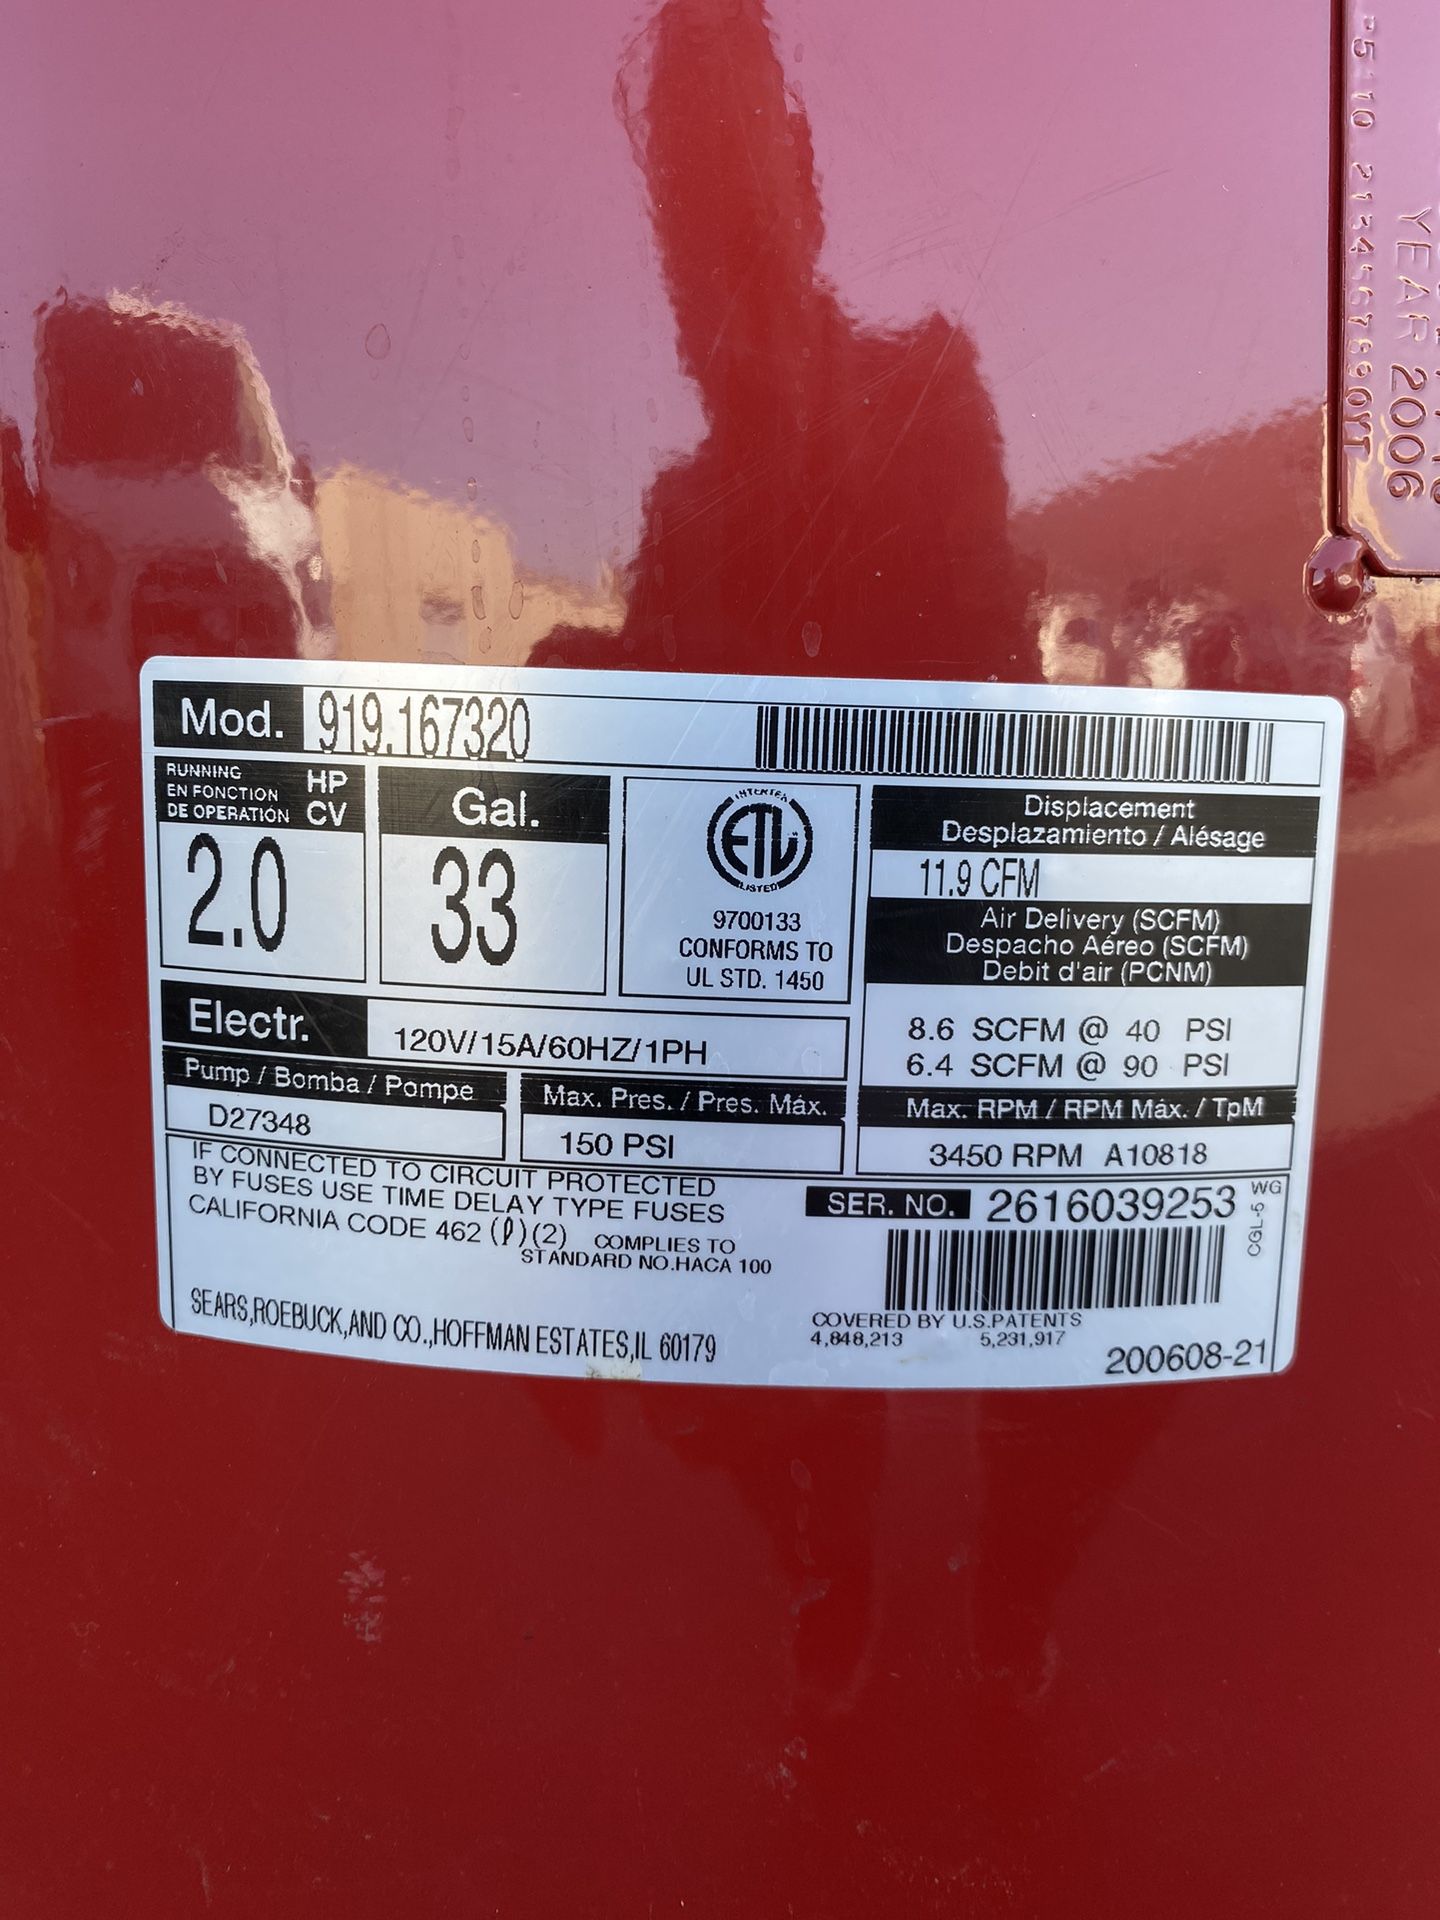 YEAR 2006
Mod. 919.167320
RUNNING
EN FONCTION
DE OPERATIÓN
HP
CV
2.0
Gal.
33
INTERTEK
ETL
LISTED
9700133
CONFORMS TO
UL STD. 1450
Displacement
Desplazamiento / Alésage
11.9 CFM
Air Delivery (SCFM)
Despacho Aéreo (SCFM)
Debit d'air (PCNM)
8.6 SCFM @ 40 PSI
6.4 SCFM @ 90 PSI
Electr. 120V/15A/60HZ/1PH
Pump / Bomba / Pompe
D27348
Max. Pres. / Pres. Máx.
150 PSI
Max. RPM / RPM Máx. / TpM
3450 RPM A10818
IF CONNECTED TO CIRCUIT PROTECTED
BY FUSES USE TIME DELAY TYPE FUSES
CALIFORNIA CODE 462 (ℓ)(2) COMPLIES TO
STANDARD NO.HACA 100
SEARS,ROEBUCK,AND CO.,HOFFMAN ESTATES,IL 60179
SER. NO. 2616039253
WG
CGL-5
COVERED BY U.S.PATENTS
4,848,213 5,231,917
200608-21